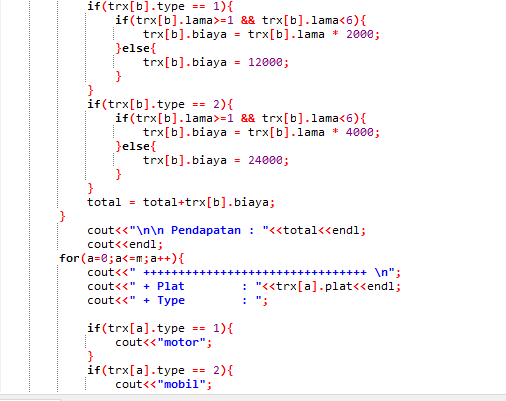 if(trx[b].type == 1){
if(trx[b].lama>=1 && trx[b].lama<6){
trx[b].biaya = trx[b].lama * 2000;
}else{
trx[b].biaya = 12000;
}
}
if(trx[b].type == 2){
if(trx[b].lama>=1 && trx[b].lama<6){
trx[b].biaya = trx[b].lama * 4000;
}else{
trx[b].biaya = 24000;
}
}
total = total+trx[b].biaya;
}
cout<<"\n\n Pendapatan : "<<total<<endl;
cout<<endl;
for(a=0;a<=m;a++){
cout<<" ++++++++++++++++++++++++++++++++ \n";
cout<<" + Plat        : "<<trx[a].plat<<endl;
cout<<" + Type        : ";
if(trx[a].type == 1){
cout<<"motor";
}
if(trx[a].type == 2){
cout<<"mobil";